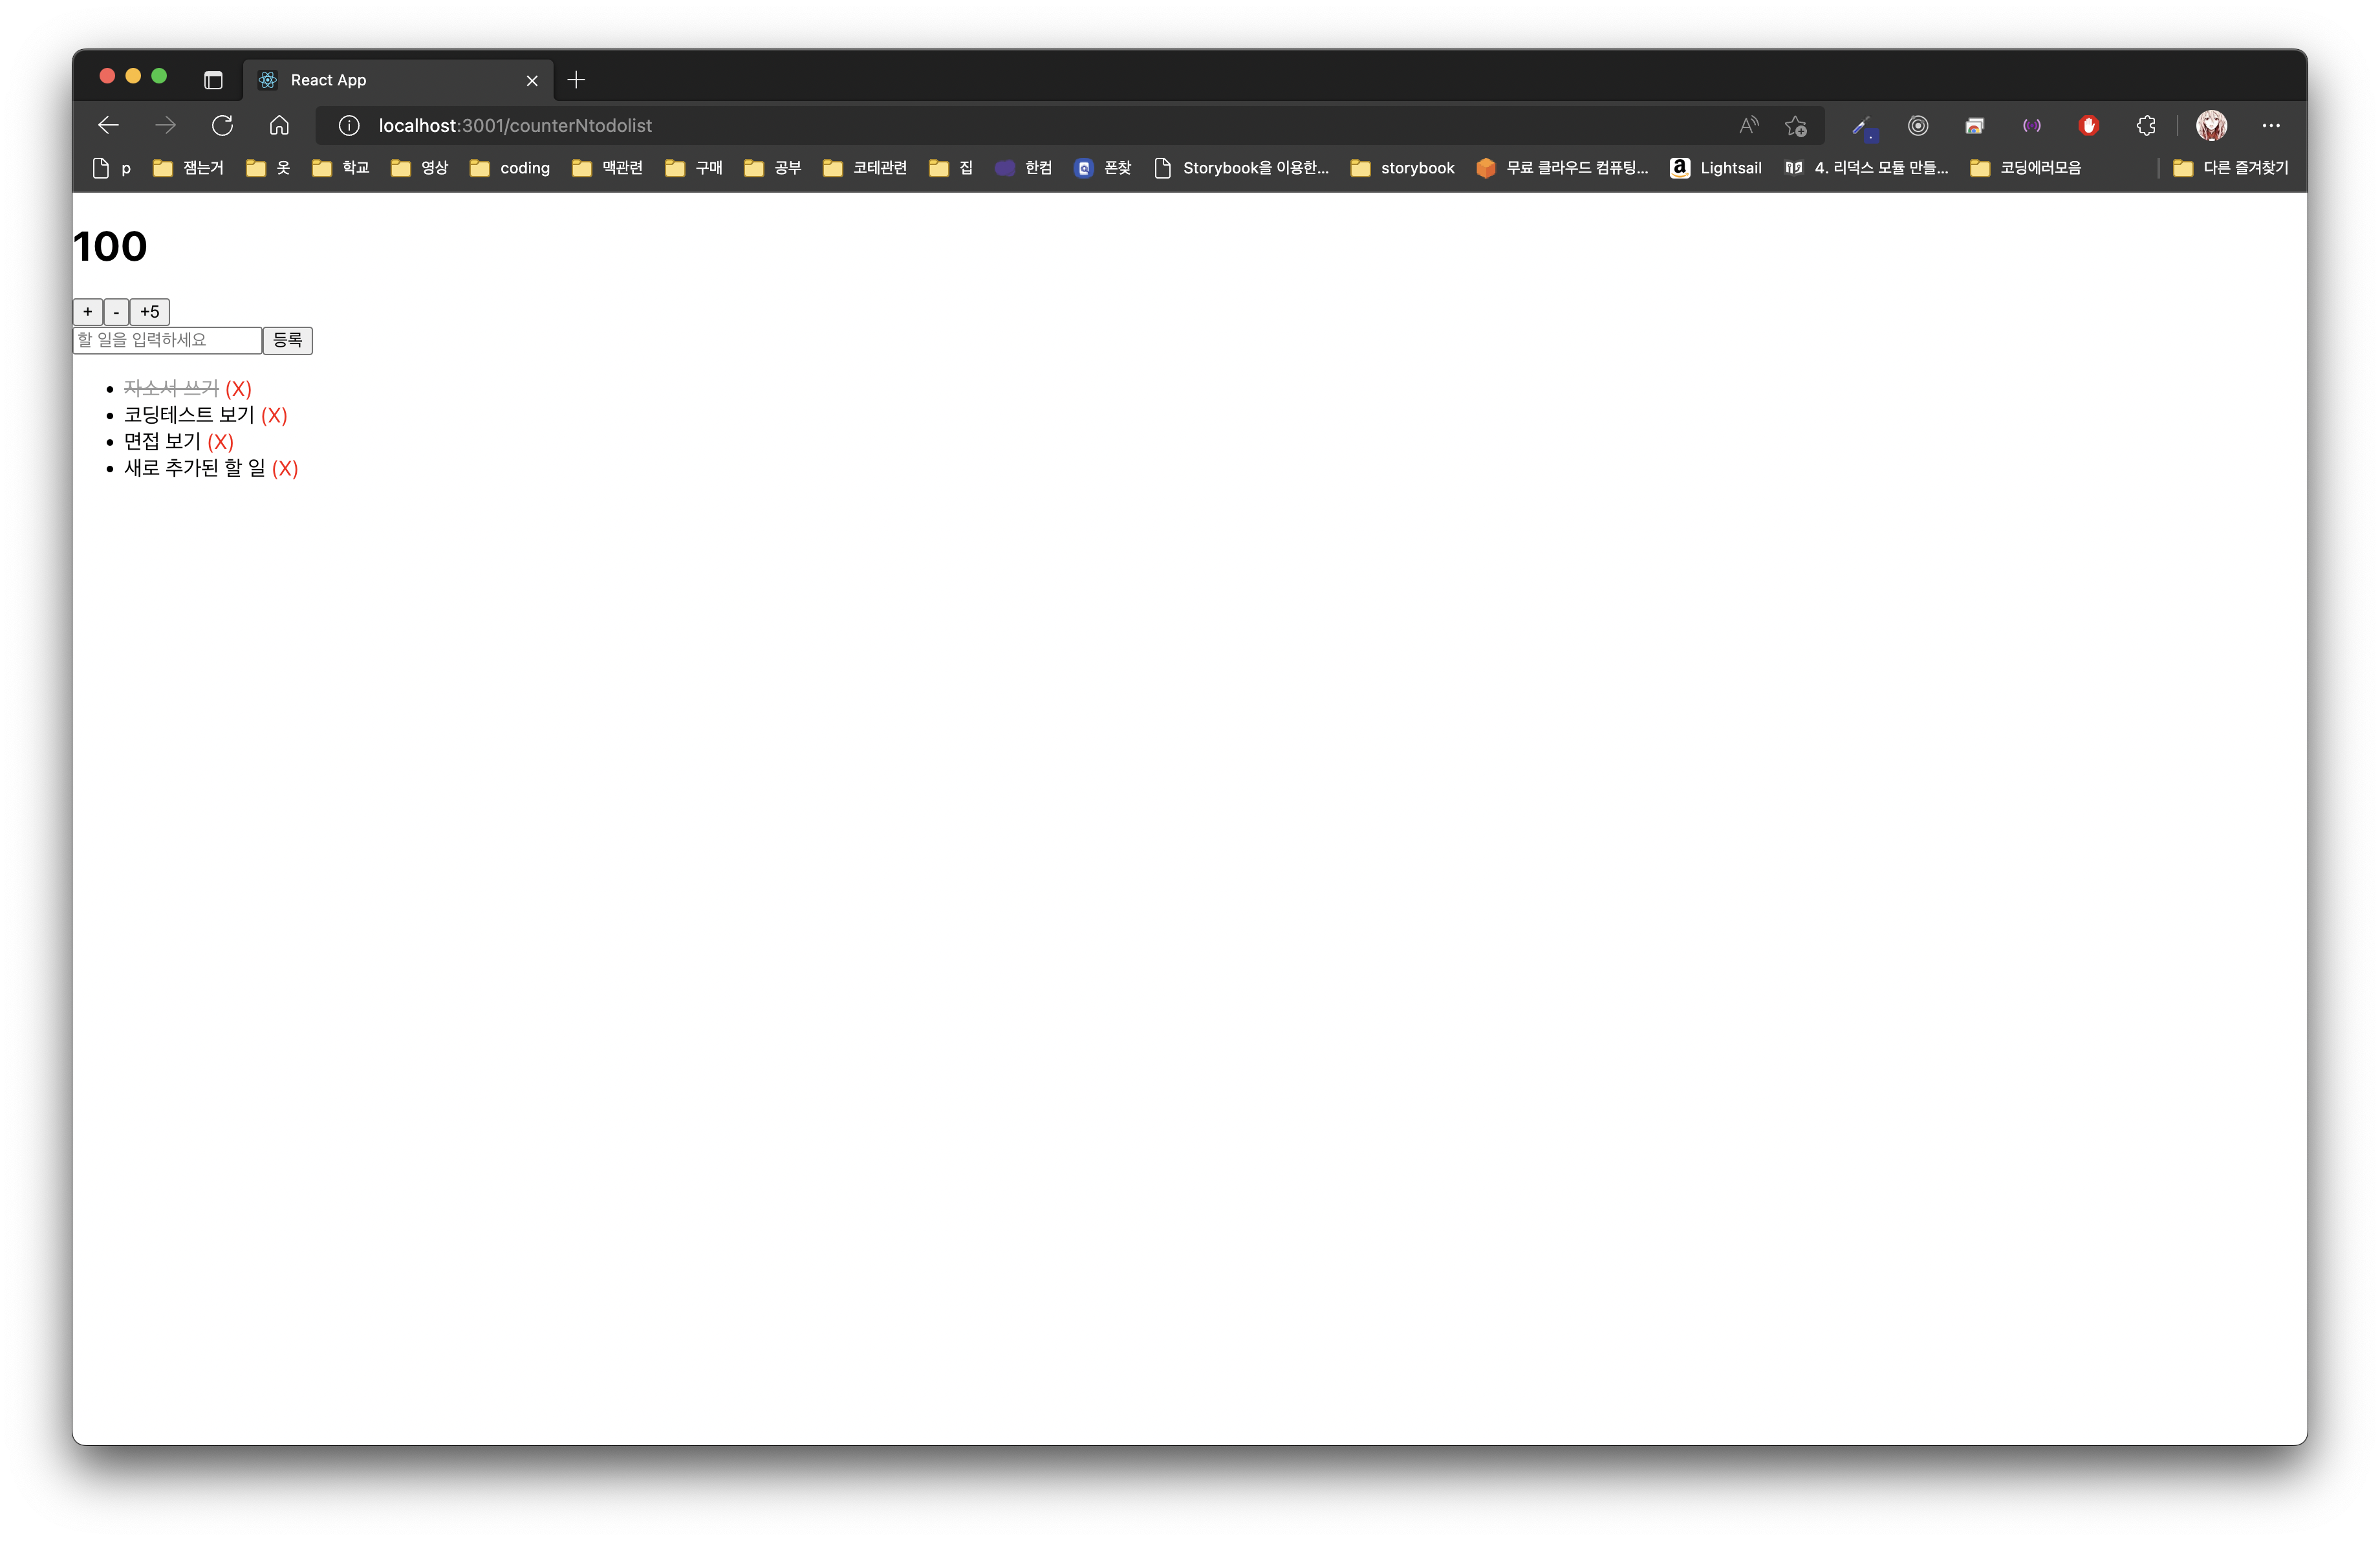 React App
localhost:3001/counterNtodolist
p 잼는거 옷 학교 영상 coding 맥관련 구매 공부 코테관련 집 한컴 폰찾 Storybook을 이용한... storybook 무료 클라우드 컴퓨팅... Lightsail 4. 리덕스 모듈 만들... 코딩에러모음 다른 즐겨찾기
100
+ - +5
할 일을 입력하세요 등록
자소서 쓰기 (X)
코딩테스트 보기 (X)
면접 보기 (X)
새로 추가된 할 일 (X)